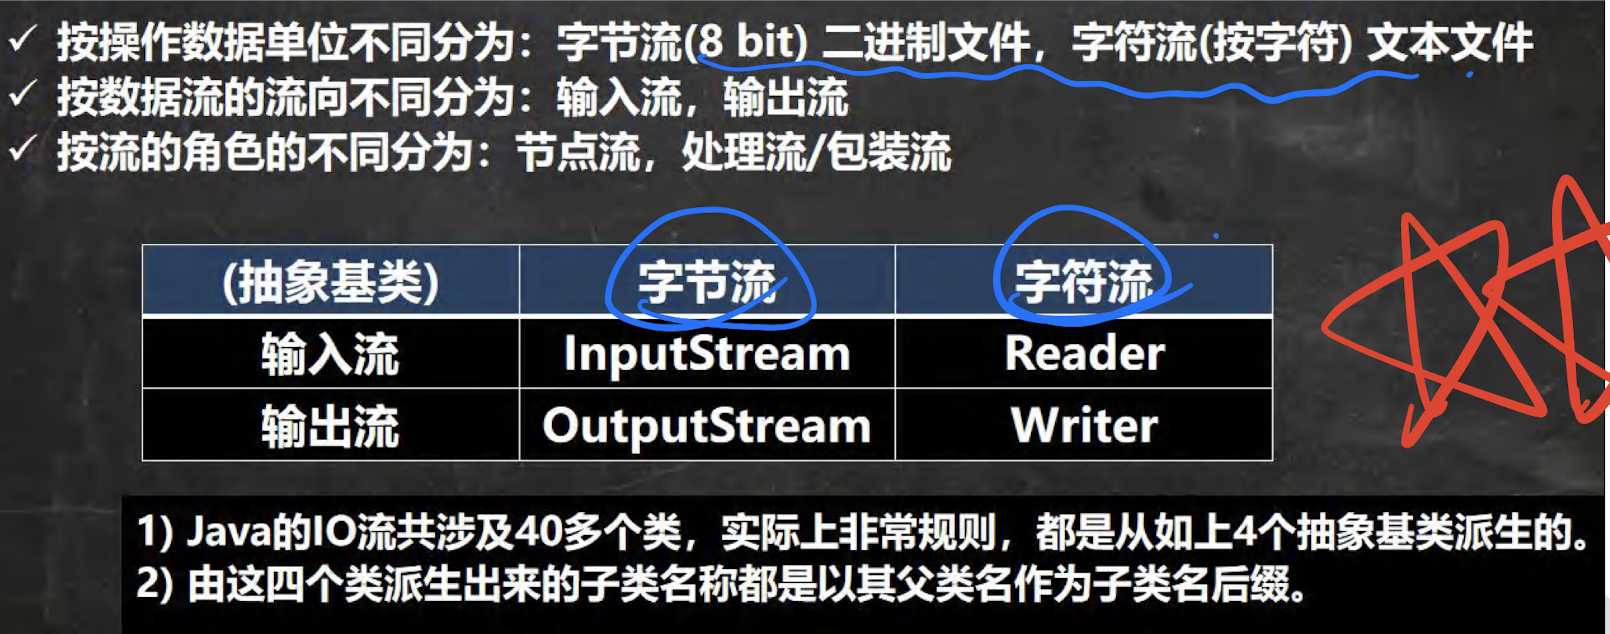 ✓ 按操作数据单位不同分为：字节流(8 bit) 二进制文件，字符流(按字符) 文本文件
✓ 按数据流的流向不同分为：输入流，输出流
✓ 按流的角色的不同分为：节点流，处理流/包装流
(抽象基类) 字节流 字符流
输入流 InputStream Reader
输出流 OutputStream Writer
1) Java的IO流共涉及40多个类，实际上非常规则，都是从如上4个抽象基类派生的。
2) 由这四个类派生出来的子类名称都是以其父类名作为子类名后缀。